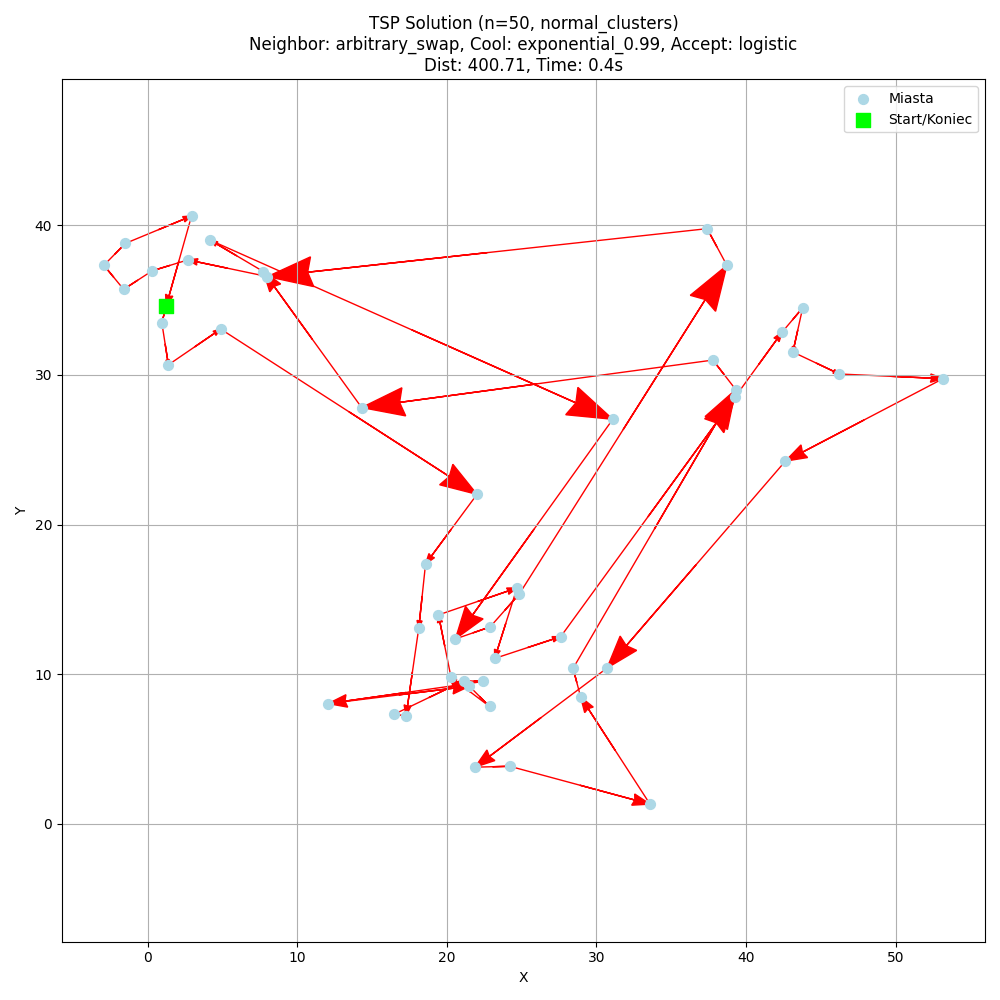 TSP Solution (n=50, normal_clusters)
Neighbor: arbitrary_swap, Cool: exponential_0.99, Accept: logistic
Dist: 400.71, Time: 0.4s
Miasta
Start/Koniec
40
30
20
10
0
Y
0 10 20 30 40 50
X